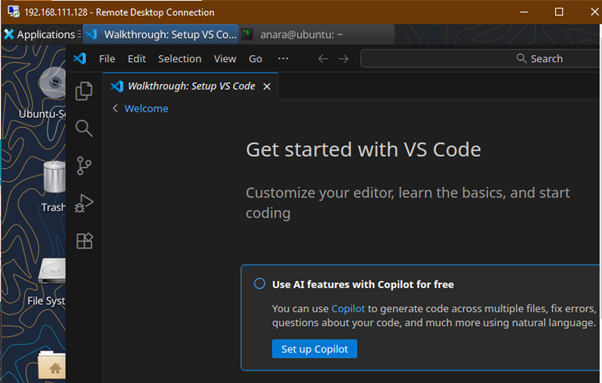 192.168.111.128 - Remote Desktop Connection
Applications
Walkthrough: Setup VS Co...
anara@ubuntu: ~
File Edit Selection View Go ··· Search
Walkthrough: Setup VS Code
Welcome
Ubuntu-Se
Get started with VS Code
Customize your editor, learn the basics, and start
coding
Trash
Use AI features with Copilot for free
You can use Copilot to generate code across multiple files, fix errors,
questions about your code, and much more using natural language.
File Syst
Set up Copilot